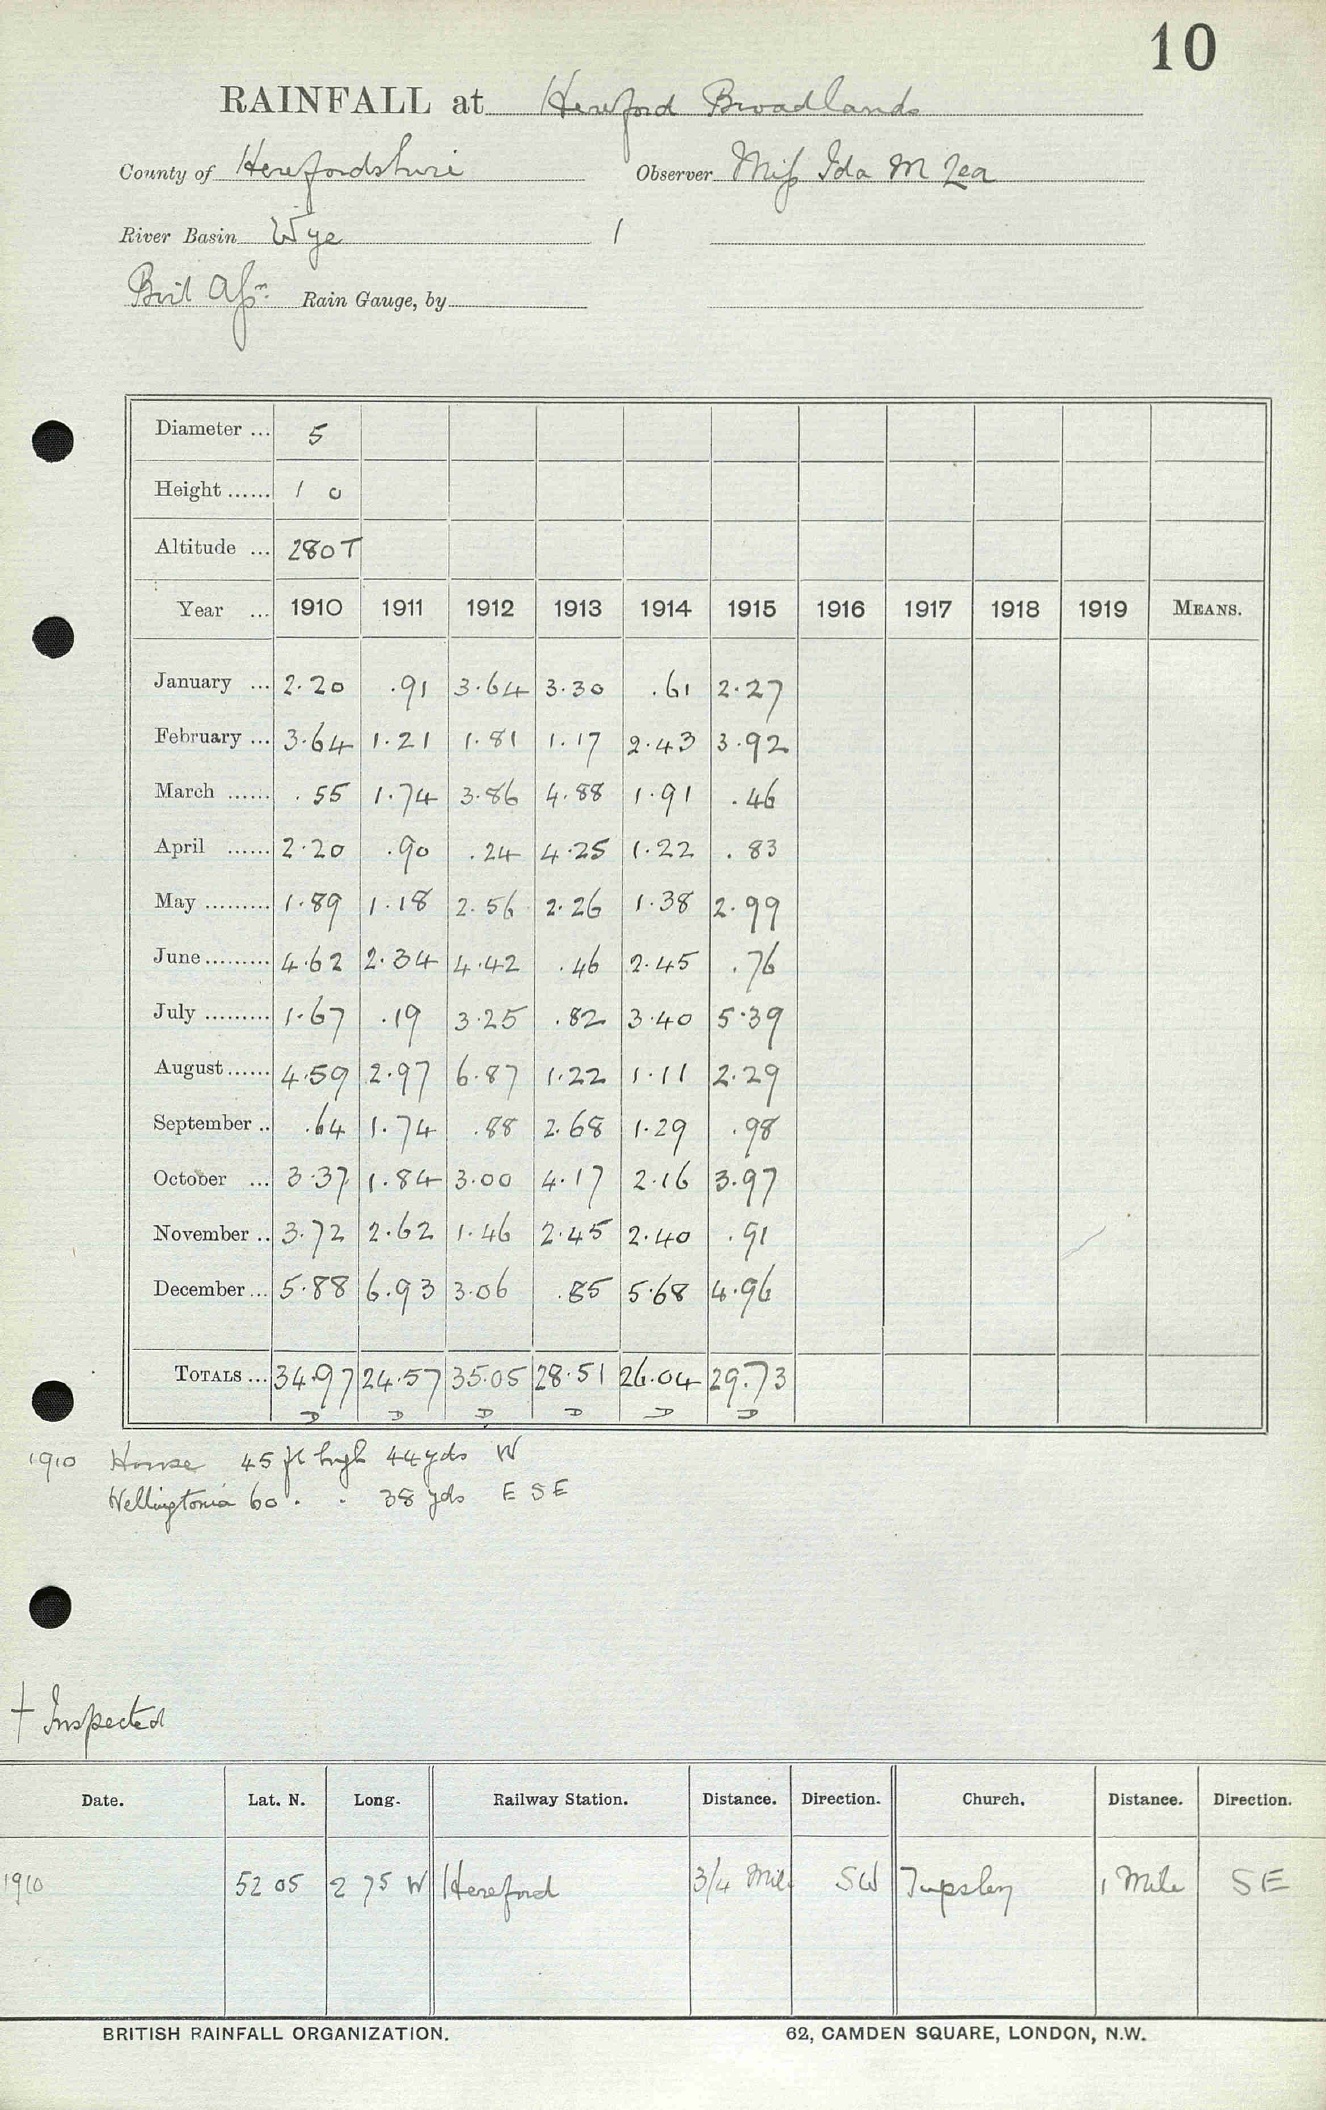 10
RAINFALL at Hereford Broadlands
County of Herefordshire Observer Miss Ida M Lea
River Basin Wye 1
Brit Assn. Rain Gauge, by
Diameter ... 5
Height ...... 1 0
Altitude ... 280 T
Year ... 1910 1911 1912 1913 1914 1915 1916 1917 1918 1919 MEANS.
January ... 2.20 .91 3.64 3.30 .61 2.27
February ... 3.64 1.21 1.81 1.17 2.43 3.92
March ...... .55 1.74 3.86 4.88 1.91 .46
April ...... 2.20 .90 .24 4.25 1.22 .83
May ......... 1.89 1.18 2.56 2.26 1.38 2.99
June ......... 4.62 2.34 4.42 .46 2.45 .76
July ......... 1.67 .19 3.25 .82 3.40 5.39
August ...... 4.59 2.97 6.87 1.22 1.11 2.29
September .. .64 1.74 .88 2.68 1.29 .98
October ... 3.37 1.84 3.00 4.17 2.16 3.97
November .. 3.72 2.62 1.46 2.45 2.40 .91
December ... 5.88 6.93 3.06 .85 5.68 4.96
TOTALS ... 34.97 24.57 35.05 28.51 26.04 29.73
D D D D D D
1910 House 45 ft high 44 yds W
Wellingtonia 60 . . 38 yds E S E
† Inspected
Date. Lat. N. Long. Railway Station. Distance. Direction. Church. Distance. Direction.
1910 52 05 2 75 W Hereford 3/4 Mile SW Tupsley 1 Mile SE
BRITISH RAINFALL ORGANIZATION. 62, CAMDEN SQUARE, LONDON, N.W.